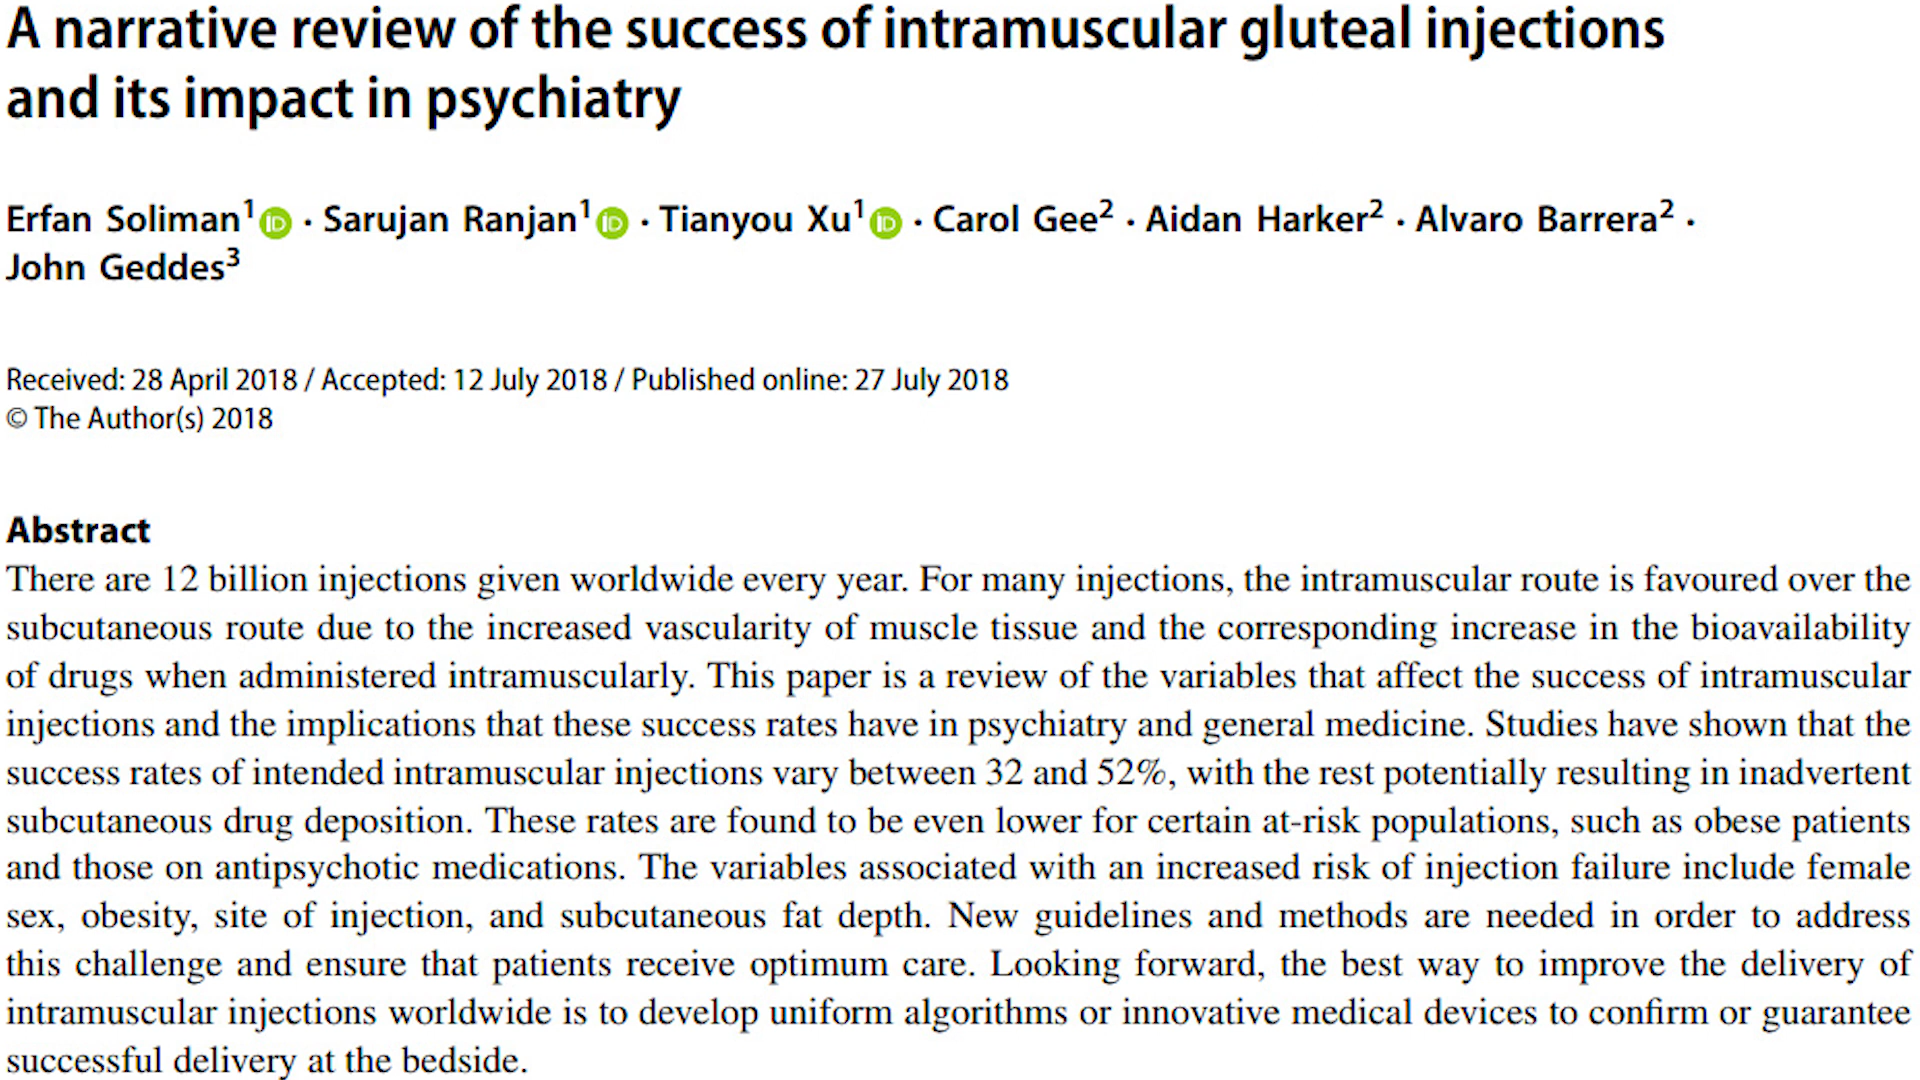 A narrative review of the success of intramuscular gluteal injections
and its impact in psychiatry
Erfan Soliman1 iD · Sarujan Ranjan1 iD · Tianyou Xu1 iD · Carol Gee2 · Aidan Harker2 · Alvaro Barrera2 ·
John Geddes3
Received: 28 April 2018 / Accepted: 12 July 2018 / Published online: 27 July 2018
© The Author(s) 2018
Abstract
There are 12 billion injections given worldwide every year. For many injections, the intramuscular route is favoured over the
subcutaneous route due to the increased vascularity of muscle tissue and the corresponding increase in the bioavailability
of drugs when administered intramuscularly. This paper is a review of the variables that affect the success of intramuscular
injections and the implications that these success rates have in psychiatry and general medicine. Studies have shown that the
success rates of intended intramuscular injections vary between 32 and 52%, with the rest potentially resulting in inadvertent
subcutaneous drug deposition. These rates are found to be even lower for certain at-risk populations, such as obese patients
and those on antipsychotic medications. The variables associated with an increased risk of injection failure include female
sex, obesity, site of injection, and subcutaneous fat depth. New guidelines and methods are needed in order to address
this challenge and ensure that patients receive optimum care. Looking forward, the best way to improve the delivery of
intramuscular injections worldwide is to develop uniform algorithms or innovative medical devices to confirm or guarantee
successful delivery at the bedside.